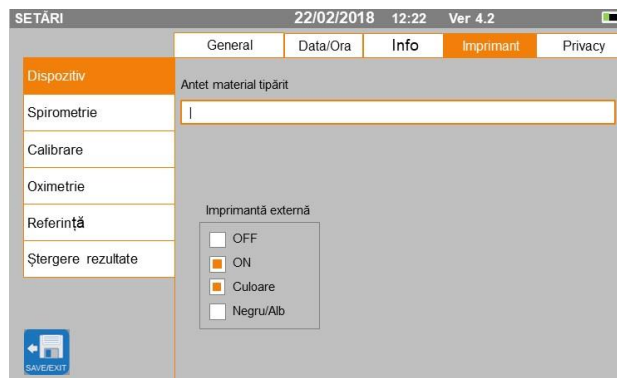 SETĂRI 22/02/2018 12:22 Ver 4.2
General Data/Ora Info Imprimant Privacy
Dispozitiv
Spirometrie
Calibrare
Oximetrie
Referință
Ștergere rezultate
Antet material tipărit
Imprimantă externă
OFF
ON
Culoare
Negru/Alb
SAVE/EXIT